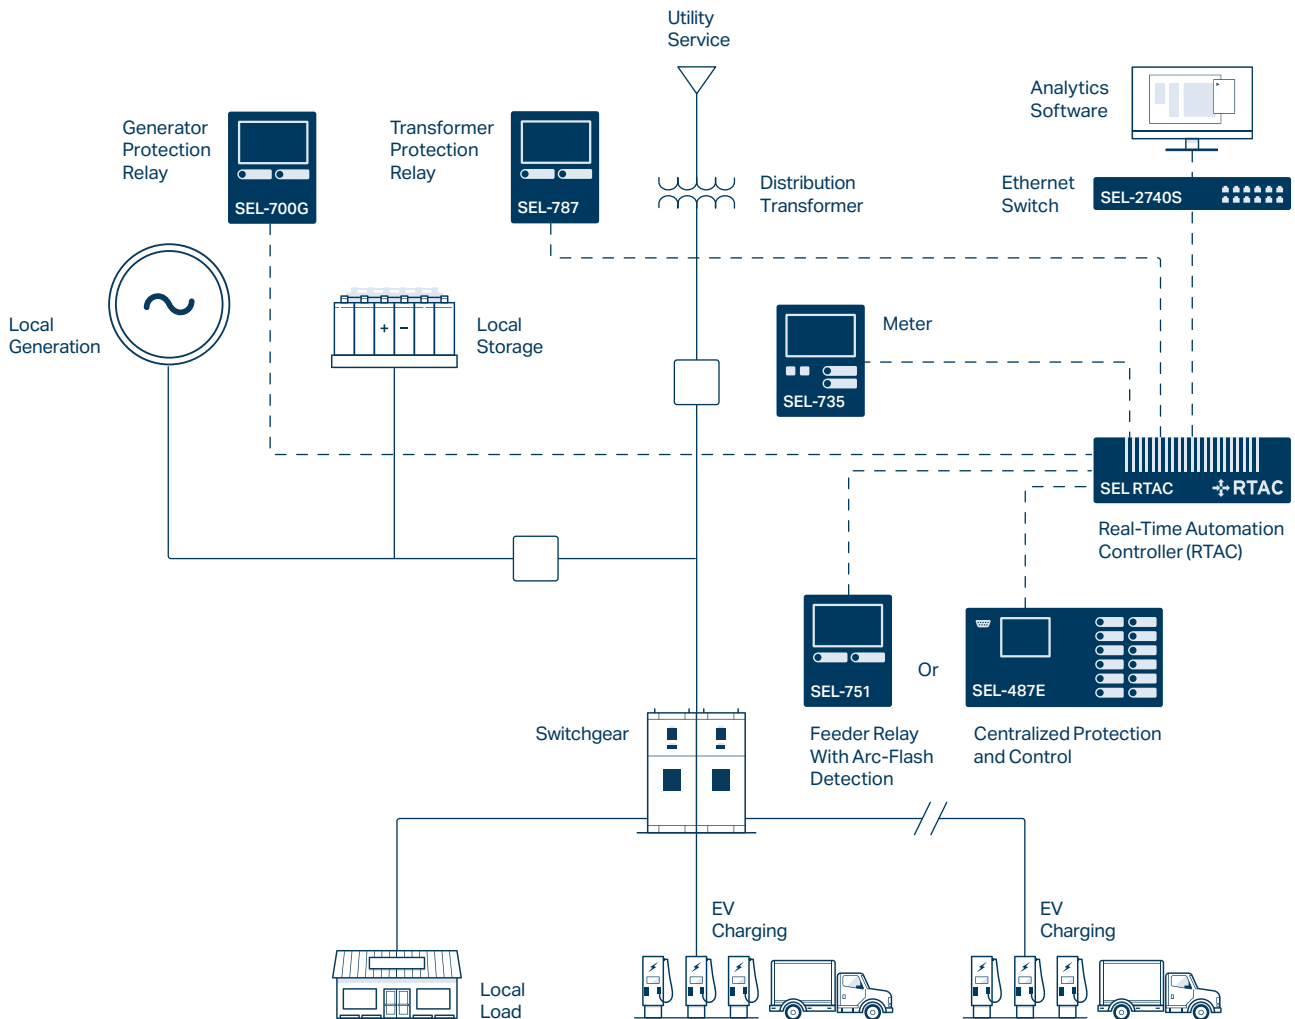 Utility
Service
Analytics
Software
Generator
Protection
Relay
SEL-700G
Transformer
Protection
Relay
SEL-787
Distribution
Transformer
Ethernet
Switch
SEL-2740S
Local
Generation
+ −
Local
Storage
Meter
SEL-735
SEL RTAC
RTAC
Real-Time Automation
Controller (RTAC)
SEL-751
Or
SEL-487E
Switchgear
Feeder Relay
With Arc-Flash
Detection
Centralized Protection
and Control
EV
Charging
EV
Charging
Local
Load